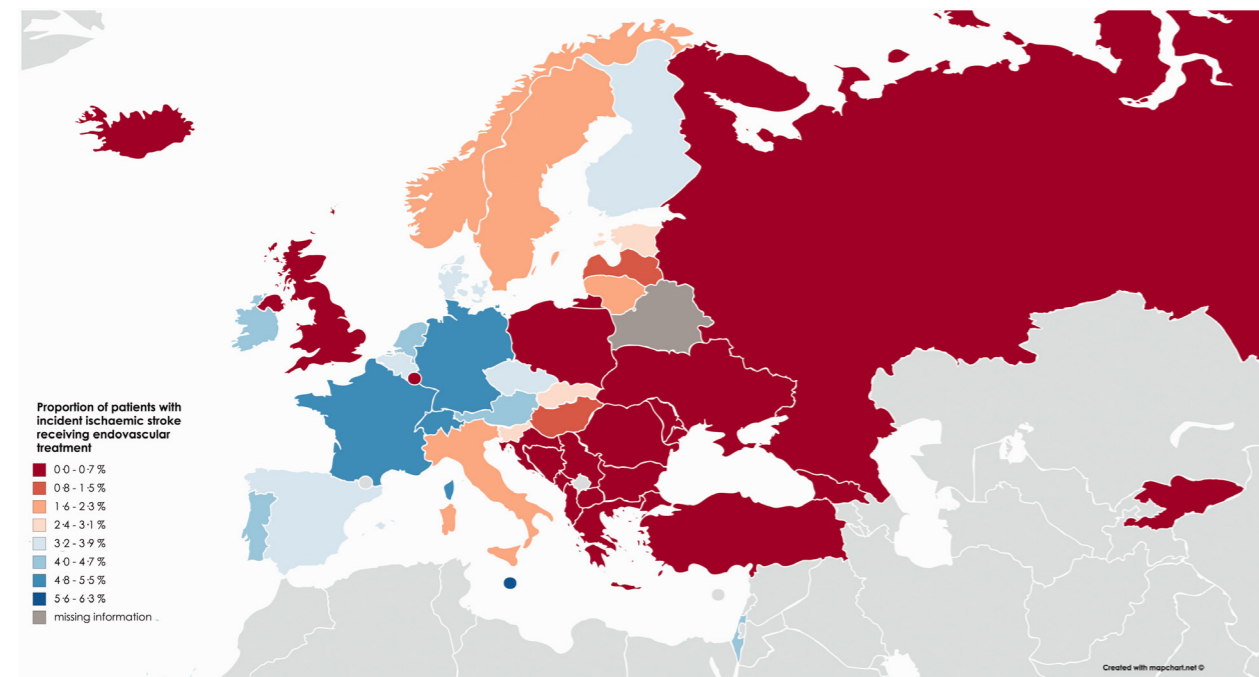 Proportion of patients with
incident ischaemic stroke
receiving endovascular
treatment
0·0 - 0·7 %
0·8 - 1·5 %
1·6 - 2·3 %
2·4 - 3·1 %
3·2 - 3·9 %
4·0 - 4·7 %
4·8 - 5·5 %
5·6 - 6·3 %
missing information
Created with mapchart.net ©